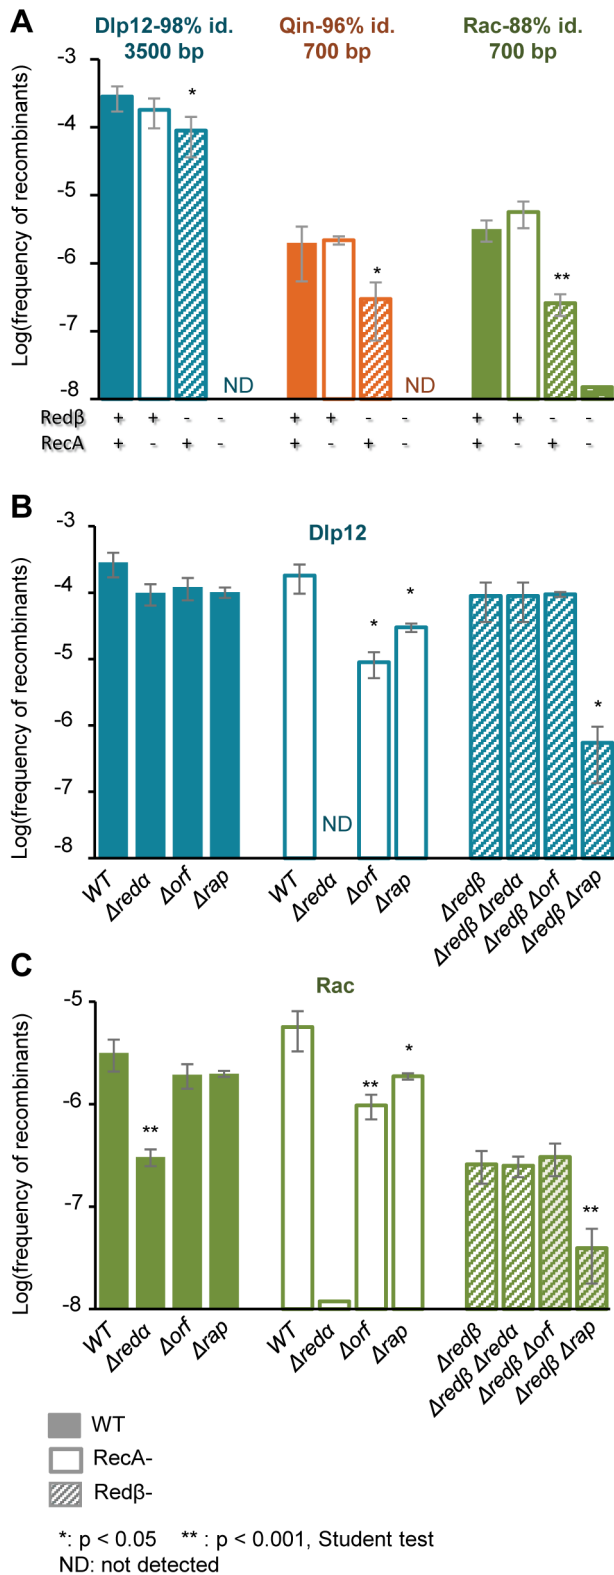 A
Dlp12-98% id.
3500 bp
Qin-96% id.
700 bp
Rac-88% id.
700 bp
Log(frequency of recombinants)
-3
-4
-5
-6
-7
-8
*
ND
*
ND
**
Redβ + + - - + + - - + + - -
RecA + - + - + - + - + - + -
B
Dlp12
Log(frequency of recombinants)
-3
-4
-5
-6
-7
-8
ND
*
*
*
WT Δredα Δorf Δrap WT Δredα Δorf Δrap Δredβ Δredβ Δredα Δredβ Δorf Δredβ Δrap
C
Rac
Log(frequency of recombinants)
-5
-6
-7
-8
**
**
*
**
WT Δredα Δorf Δrap WT Δredα Δorf Δrap Δredβ Δredβ Δredα Δredβ Δorf Δredβ Δrap
WT
RecA-
Redβ-
*: p < 0.05 ** : p < 0.001, Student test
ND: not detected